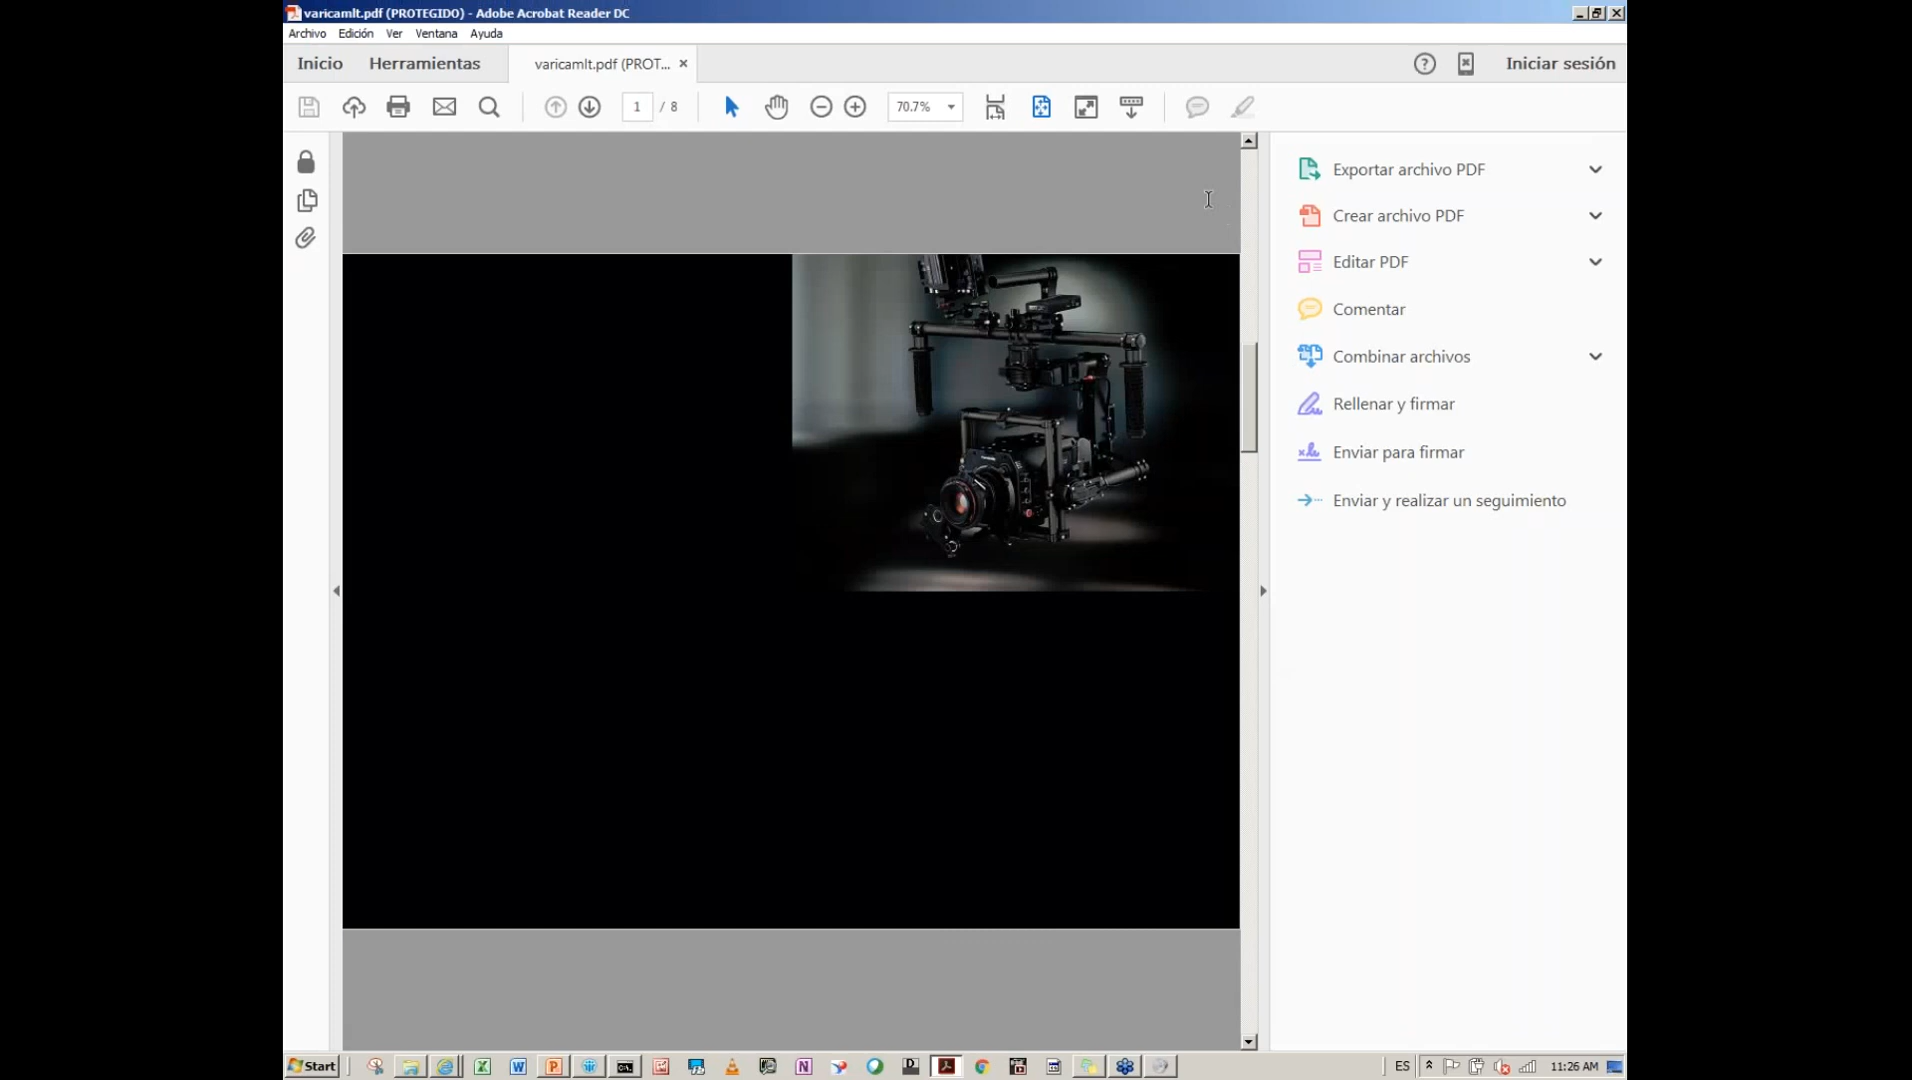 varicamlt.pdf (PROTEGIDO) - Adobe Acrobat Reader DC
Archivo Edición Ver Ventana Ayuda
Inicio Herramientas varicamlt.pdf (PROT... × Iniciar sesión
1 / 8 70.7%
Exportar archivo PDF
Crear archivo PDF
Editar PDF
Comentar
Combinar archivos
Rellenar y firmar
Enviar para firmar
Enviar y realizar un seguimiento
Start ES 11:26 AM